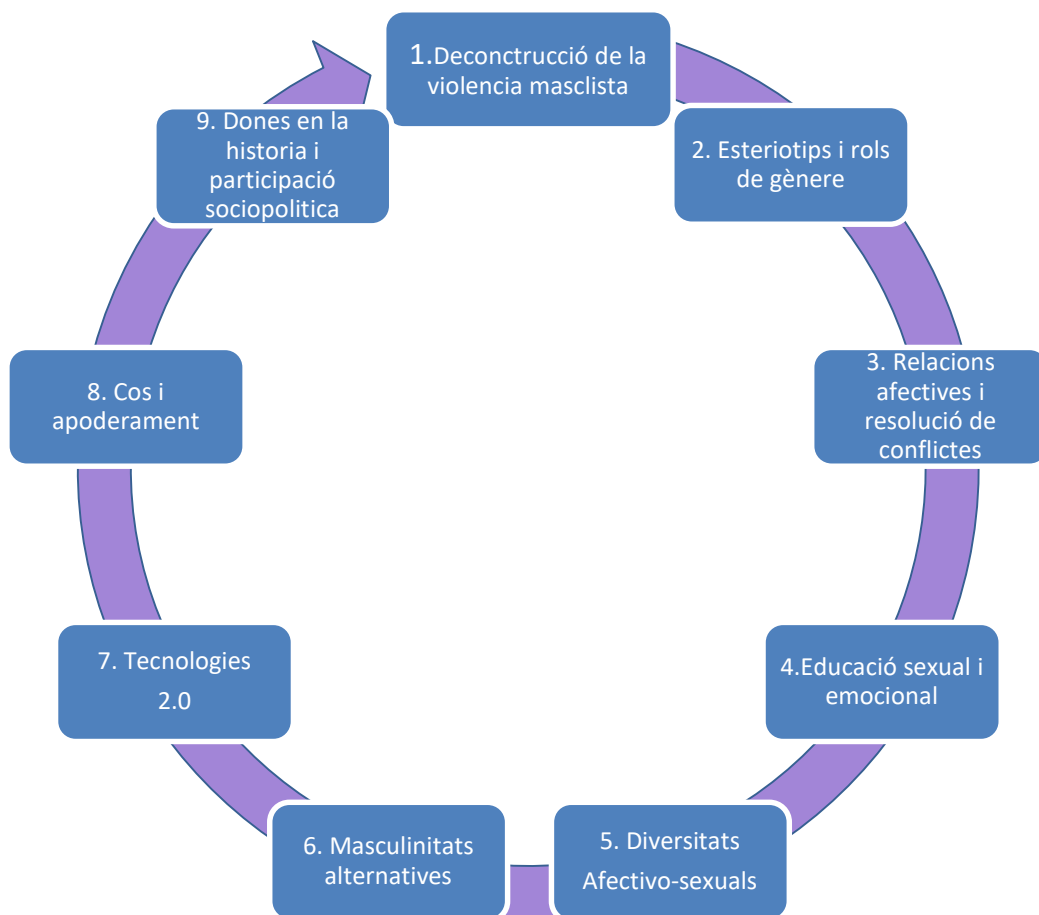 1.Deconctrucció de la
violencia masclista
2. Esteriotips i rols
de gènere
3. Relacions
afectives i
resolució de
conflictes
4.Educació sexual i
emocional
5. Diversitats
Afectivo-sexuals
6. Masculinitats
alternatives
7. Tecnologies
2.0
8. Cos i
apoderament
9. Dones en la
historia i
participació
sociopolitica